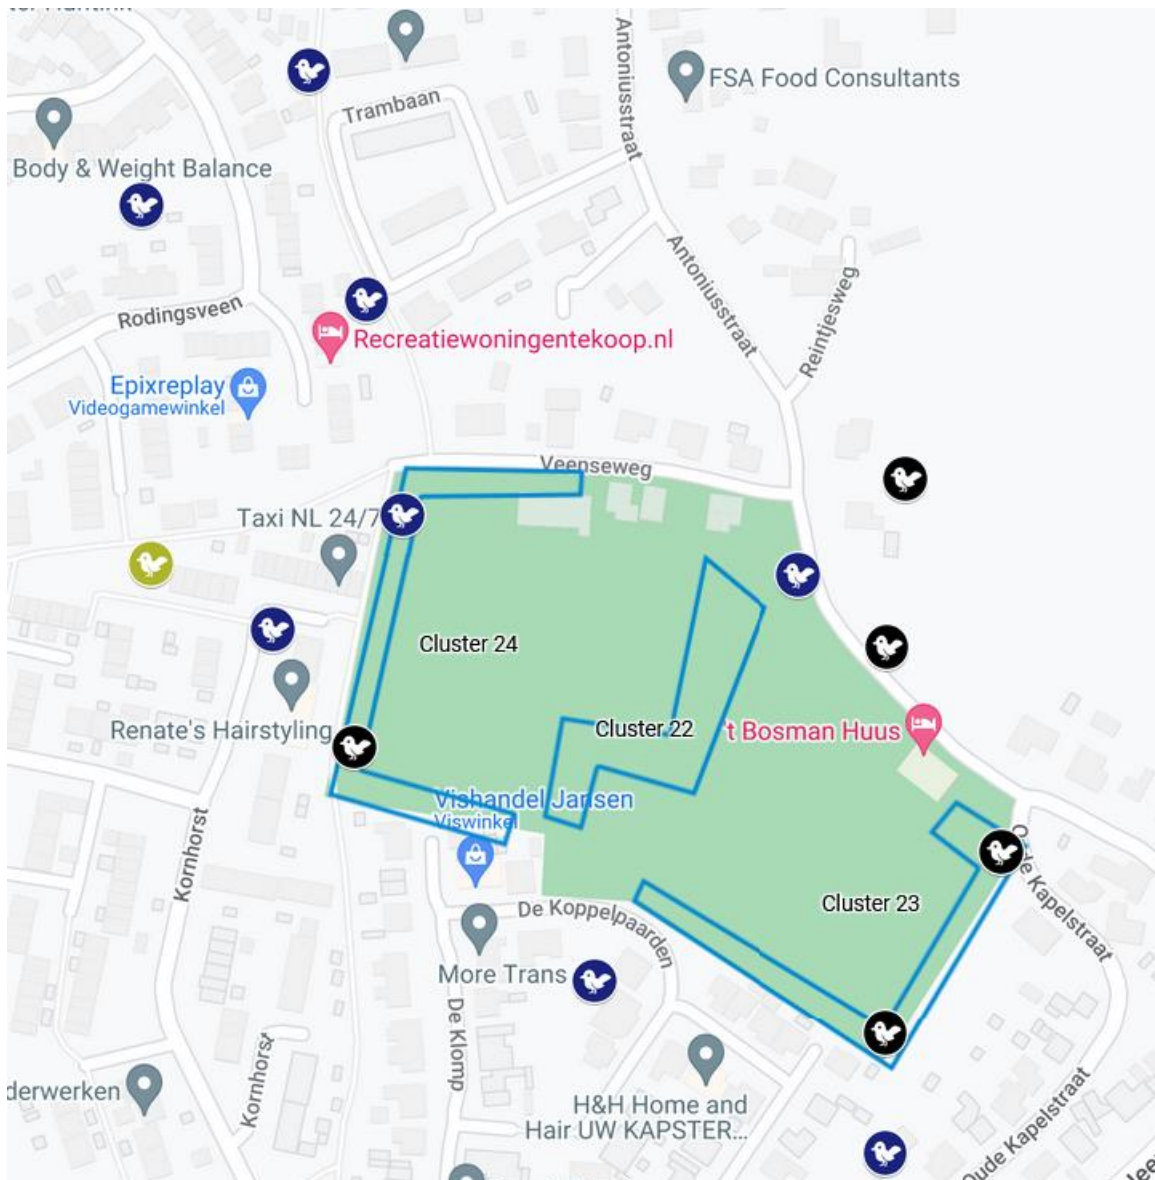 Trambaan
Antoniusstraat
FSA Food Consultants
Body & Weight Balance
Antoniusstraat
Reintjesweg
Rodingsveen
Recreatiewoningentekoop.nl
Epixreplay
Videogamewinkel
Veenseweg
Taxi NL 24/7
Cluster 24
Renate's Hairstyling
Cluster 22
't Bosman Huus
Vishandel Jansen
Viswinkel
Kornhorst
Cluster 23
De Koppelpaarden
Oude Kapelstraat
More Trans
De Klomp
Kornhorst
derwerken
H&H Home and
Hair UW KAPSTER...
Oude Kapelstraat